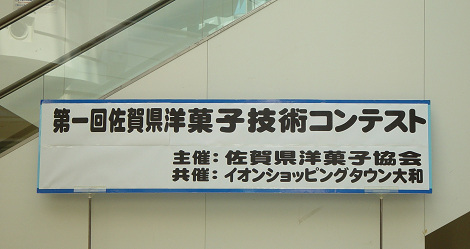 第一回佐賀県洋菓子技術コンテスト
主催：佐賀県洋菓子協会
共催：イオンショッピングタウン大和